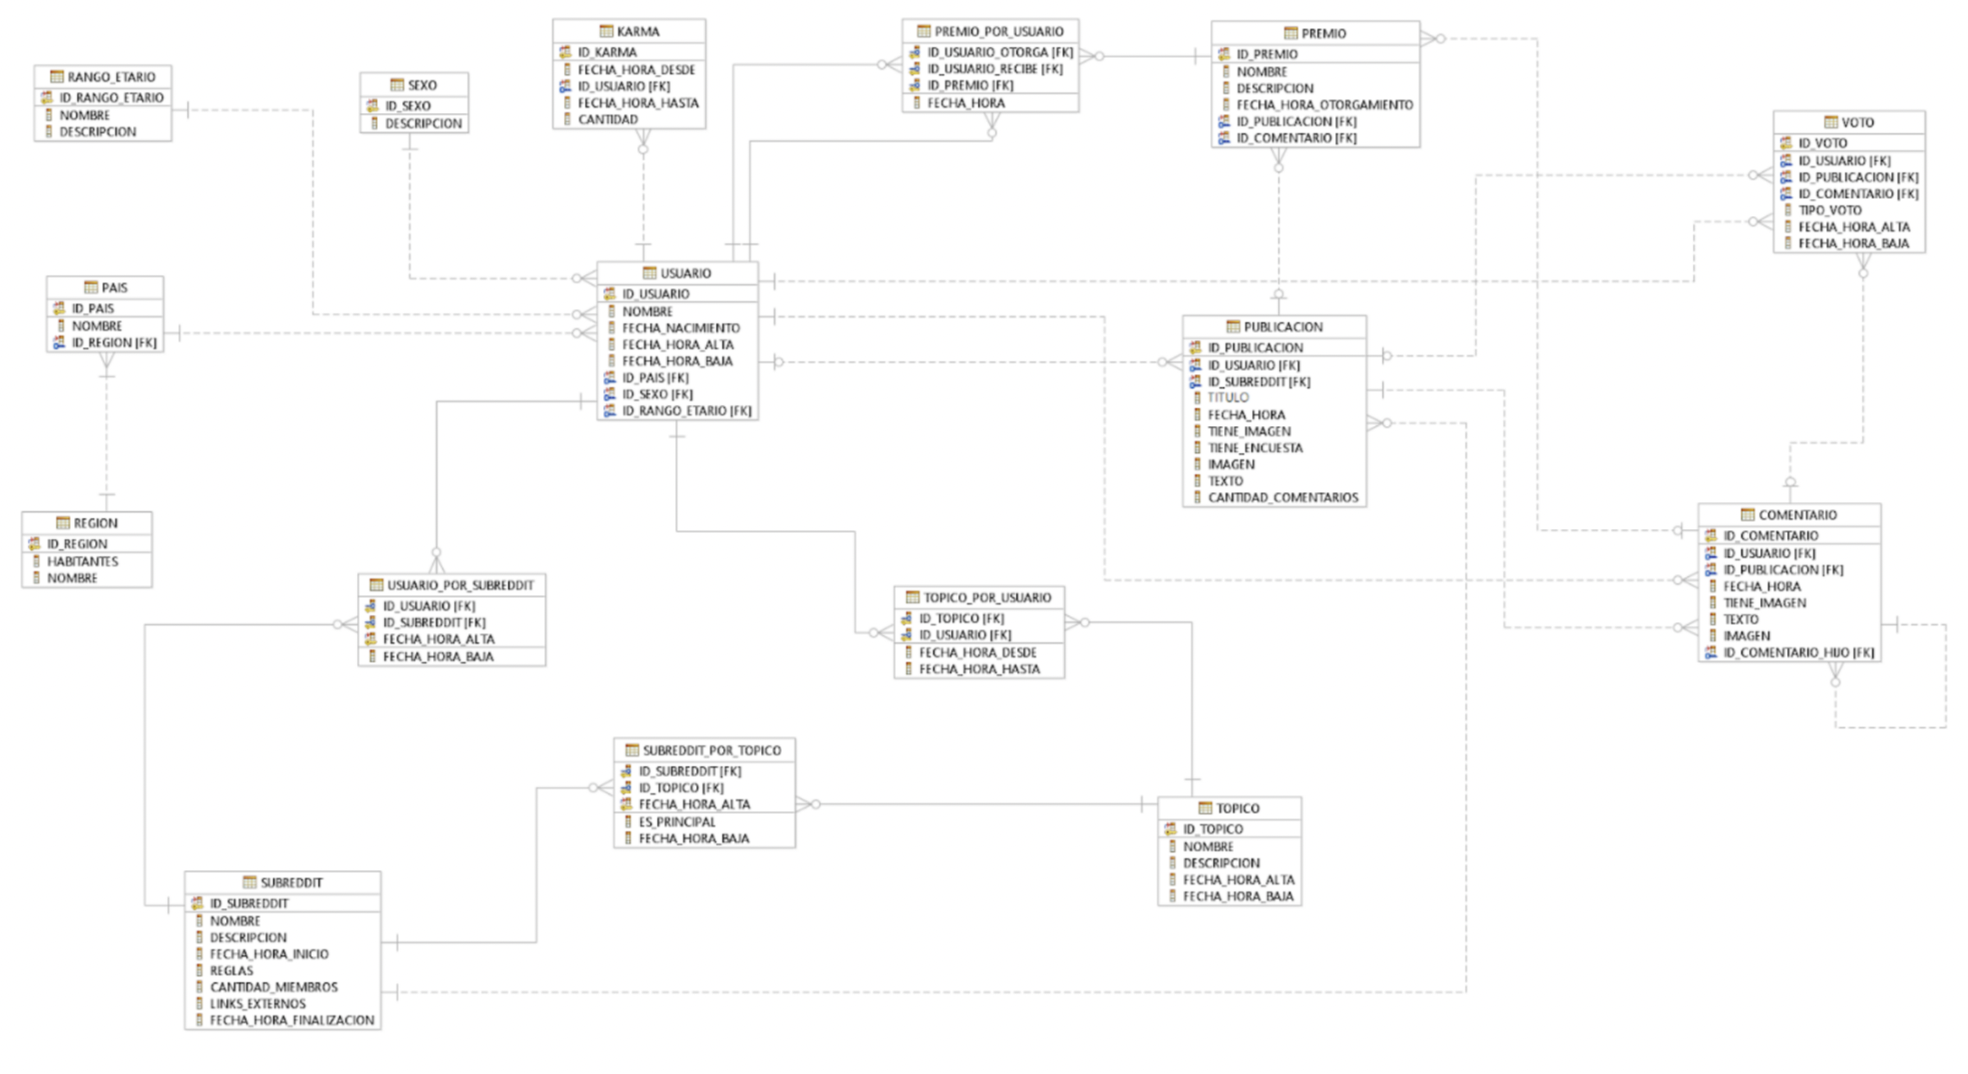 RANGO_ETARIO
ID_RANGO_ETARIO
NOMBRE
DESCRIPCION
SEXO
ID_SEXO
DESCRIPCION
KARMA
ID_KARMA
FECHA_HORA_DESDE
ID_USUARIO [FK]
FECHA_HORA_HASTA
CANTIDAD
PREMIO_POR_USUARIO
ID_USUARIO_OTORGA [FK]
ID_USUARIO_RECIBE [FK]
ID_PREMIO [FK]
FECHA_HORA
PREMIO
ID_PREMIO
NOMBRE
DESCRIPCION
FECHA_HORA_OTORGAMIENTO
ID_PUBLICACION [FK]
ID_COMENTARIO [FK]
VOTO
ID_VOTO
ID_USUARIO [FK]
ID_PUBLICACION [FK]
ID_COMENTARIO [FK]
TIPO_VOTO
FECHA_HORA_ALTA
FECHA_HORA_BAJA
PAIS
ID_PAIS
NOMBRE
ID_REGION [FK]
USUARIO
ID_USUARIO
NOMBRE
FECHA_NACIMIENTO
FECHA_HORA_ALTA
FECHA_HORA_BAJA
ID_PAIS [FK]
ID_SEXO [FK]
ID_RANGO_ETARIO [FK]
PUBLICACION
ID_PUBLICACION
ID_USUARIO [FK]
ID_SUBREDDIT [FK]
TITULO
FECHA_HORA
TIENE_IMAGEN
TIENE_ENCUESTA
IMAGEN
TEXTO
CANTIDAD_COMENTARIOS
REGION
ID_REGION
HABITANTES
NOMBRE
COMENTARIO
ID_COMENTARIO
ID_USUARIO [FK]
ID_PUBLICACION [FK]
FECHA_HORA
TIENE_IMAGEN
TEXTO
IMAGEN
ID_COMENTARIO_HIJO [FK]
USUARIO_POR_SUBREDDIT
ID_USUARIO [FK]
ID_SUBREDDIT [FK]
FECHA_HORA_ALTA
FECHA_HORA_BAJA
TOPICO_POR_USUARIO
ID_TOPICO [FK]
ID_USUARIO [FK]
FECHA_HORA_DESDE
FECHA_HORA_HASTA
SUBREDDIT_POR_TOPICO
ID_SUBREDDIT [FK]
ID_TOPICO [FK]
FECHA_HORA_ALTA
ES_PRINCIPAL
FECHA_HORA_BAJA
TOPICO
ID_TOPICO
NOMBRE
DESCRIPCION
FECHA_HORA_ALTA
FECHA_HORA_BAJA
SUBREDDIT
ID_SUBREDDIT
NOMBRE
DESCRIPCION
FECHA_HORA_INICIO
REGLAS
CANTIDAD_MIEMBROS
LINKS_EXTERNOS
FECHA_HORA_FINALIZACION